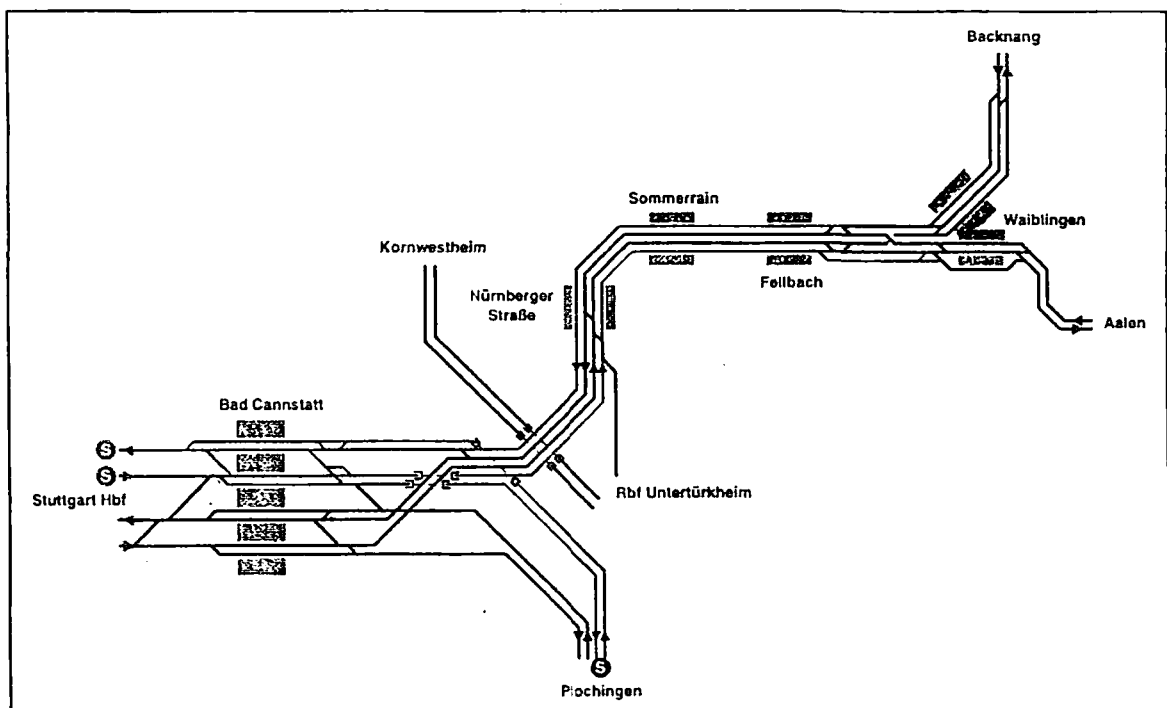 Backnang
Sommerrain
Waiblingen
Kornwestheim
Nürnberger
Straße
Fellbach
Aalen
Bad Cannstatt
S
S
Stuttgart Hbf
Rbf Untertürkheim
S
Plochingen